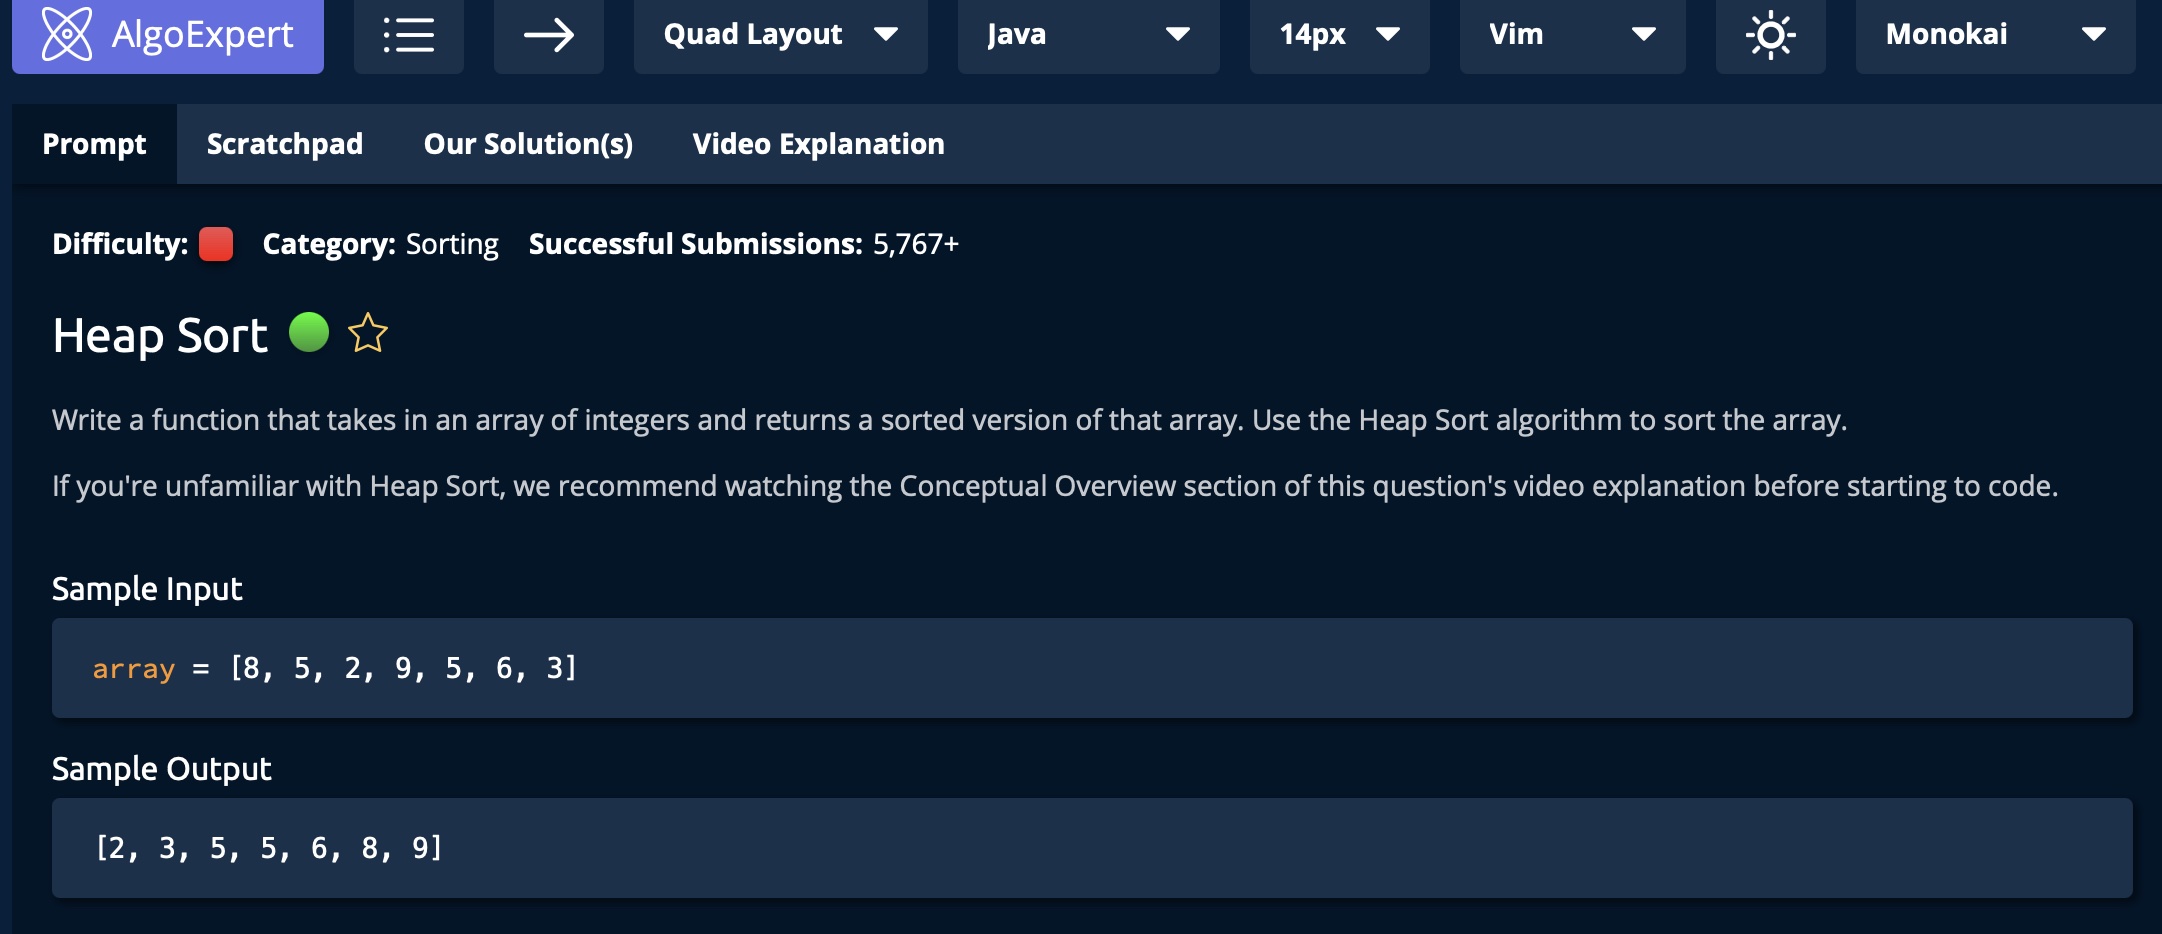 AlgoExpert Quad Layout Java 14px Vim Monokai
Prompt Scratchpad Our Solution(s) Video Explanation
Difficulty: Category: Sorting Successful Submissions: 5,767+
Heap Sort
Write a function that takes in an array of integers and returns a sorted version of that array. Use the Heap Sort algorithm to sort the array.
If you're unfamiliar with Heap Sort, we recommend watching the Conceptual Overview section of this question's video explanation before starting to code.
Sample Input
array = [8, 5, 2, 9, 5, 6, 3]
Sample Output
[2, 3, 5, 5, 6, 8, 9]